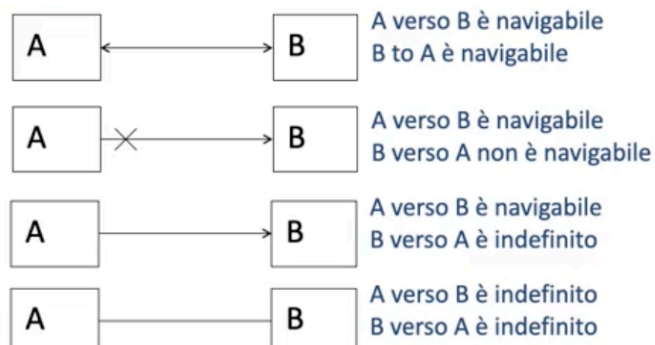 A B A verso B è navigabile
B to A è navigabile
A B A verso B è navigabile
B verso A non è navigabile
A B A verso B è navigabile
B verso A è indefinito
A B A verso B è indefinito
B verso A è indefinito